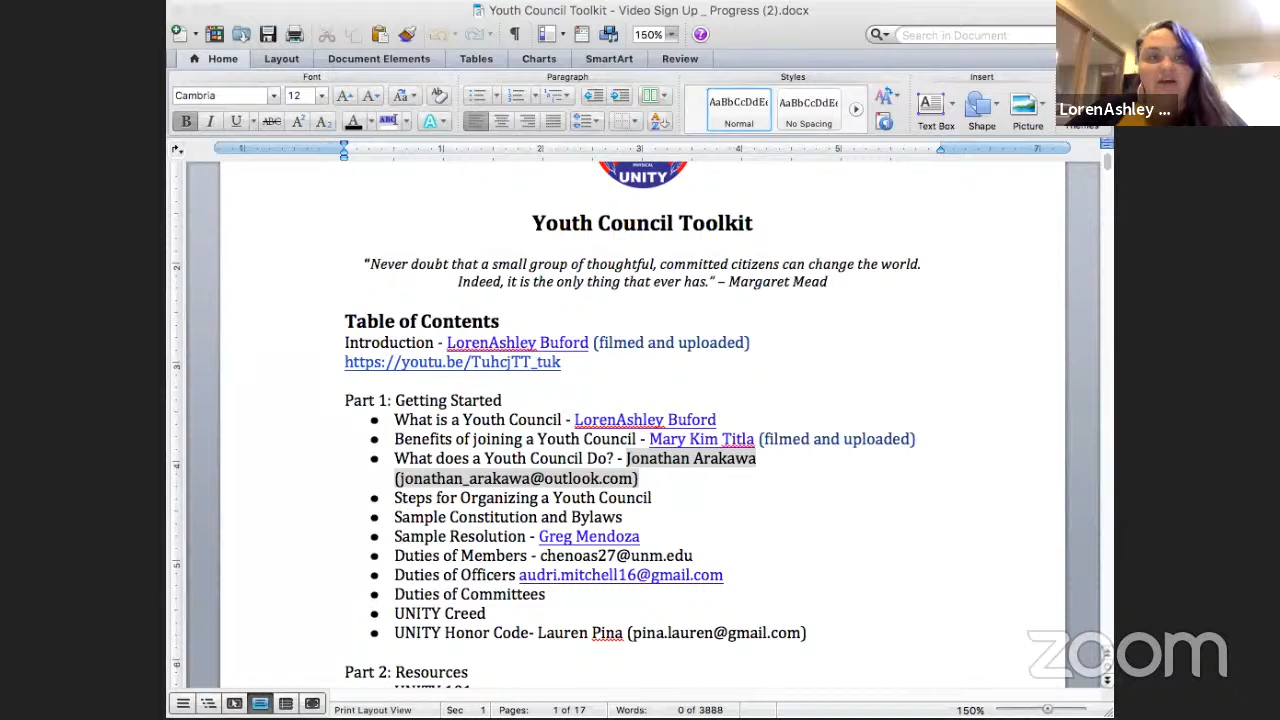 Youth Council Toolkit - Video Sign Up _ Progress (2).docx
150%
Search in Document
Home Layout Document Elements Tables Charts SmartArt Review
Font Paragraph Styles Insert
Cambria 12
AaBbCcDdEe AaBbCcDdEe
Normal No Spacing
Text Box Shape Picture
LorenAshley ...
PHYSICAL
UNITY
Youth Council Toolkit
"Never doubt that a small group of thoughtful, committed citizens can change the world.
Indeed, it is the only thing that ever has." – Margaret Mead
Table of Contents
Introduction - LorenAshley Buford (filmed and uploaded)
https://youtu.be/TuhcjTT_tuk
Part 1: Getting Started
● What is a Youth Council - LorenAshley Buford
● Benefits of joining a Youth Council - Mary Kim Titla (filmed and uploaded)
● What does a Youth Council Do? - Jonathan Arakawa
(jonathan_arakawa@outlook.com)
● Steps for Organizing a Youth Council
● Sample Constitution and Bylaws
● Sample Resolution - Greg Mendoza
● Duties of Members - chenoas27@unm.edu
● Duties of Officers audri.mitchell16@gmail.com
● Duties of Committees
● UNITY Creed
● UNITY Honor Code- Lauren Pina (pina.lauren@gmail.com)
Part 2: Resources
zoom
Print Layout View Sec 1 Pages: 1 of 17 Words: 0 of 3888 150%